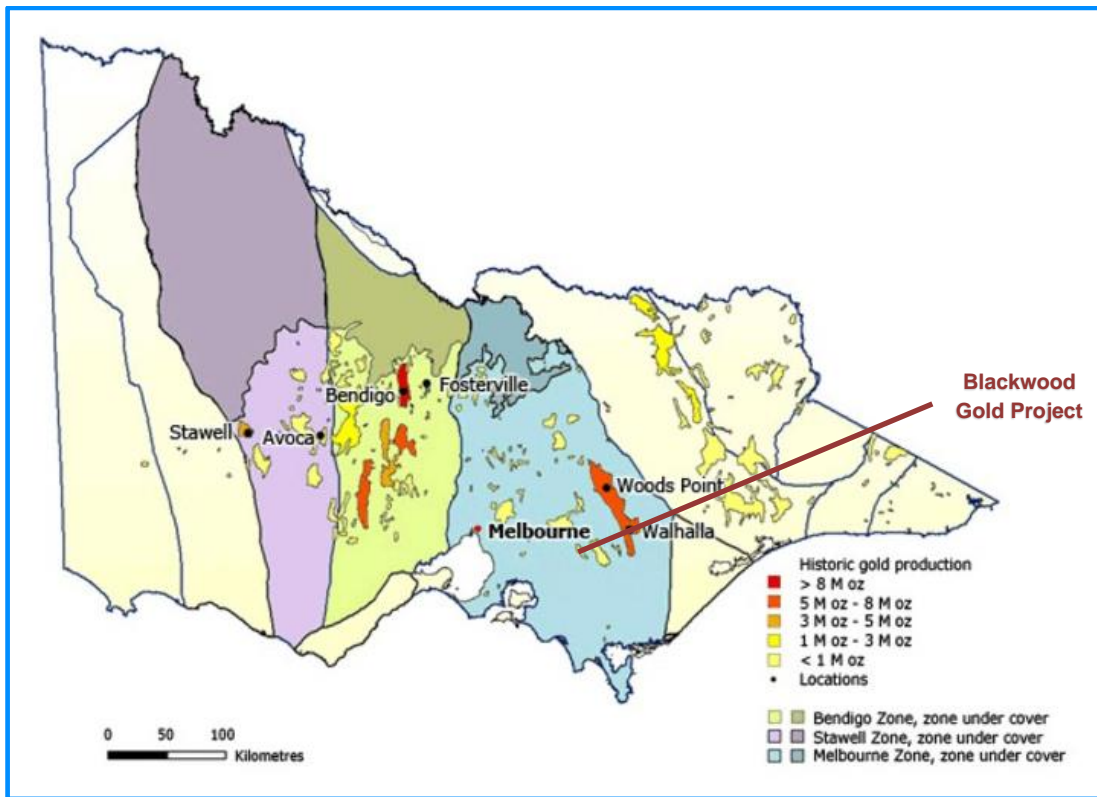 Blackwood
Gold Project
Fosterville
Bendigo
Stawell
Avoca
Woods Point
Melbourne
Walhalla
Historic gold production
> 8 M oz
5 M oz - 8 M oz
3 M oz - 5 M oz
1 M oz - 3 M oz
< 1 M oz
Locations
Bendigo Zone, zone under cover
Stawell Zone, zone under cover
Melbourne Zone, zone under cover
0 50 100
Kilometres